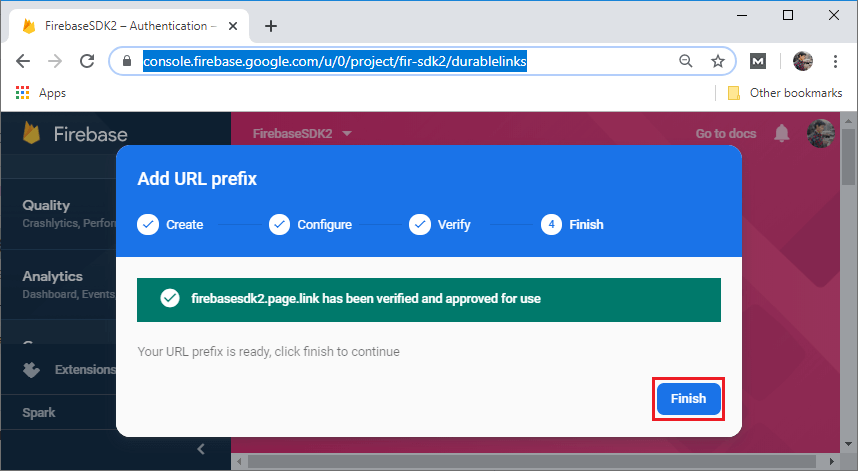 FirebaseSDK2 – Authentication –
console.firebase.google.com/u/0/project/fir-sdk2/durablelinks
M
Apps
Other bookmarks
Firebase
FirebaseSDK2
Go to docs
Add URL prefix
Create
Configure
Verify
4 Finish
Quality
Crashlytics, Perfor
Analytics
Dashboard, Events,
firebasesdk2.page.link has been verified and approved for use
Your URL prefix is ready, click finish to continue
Extensions
Finish
Spark